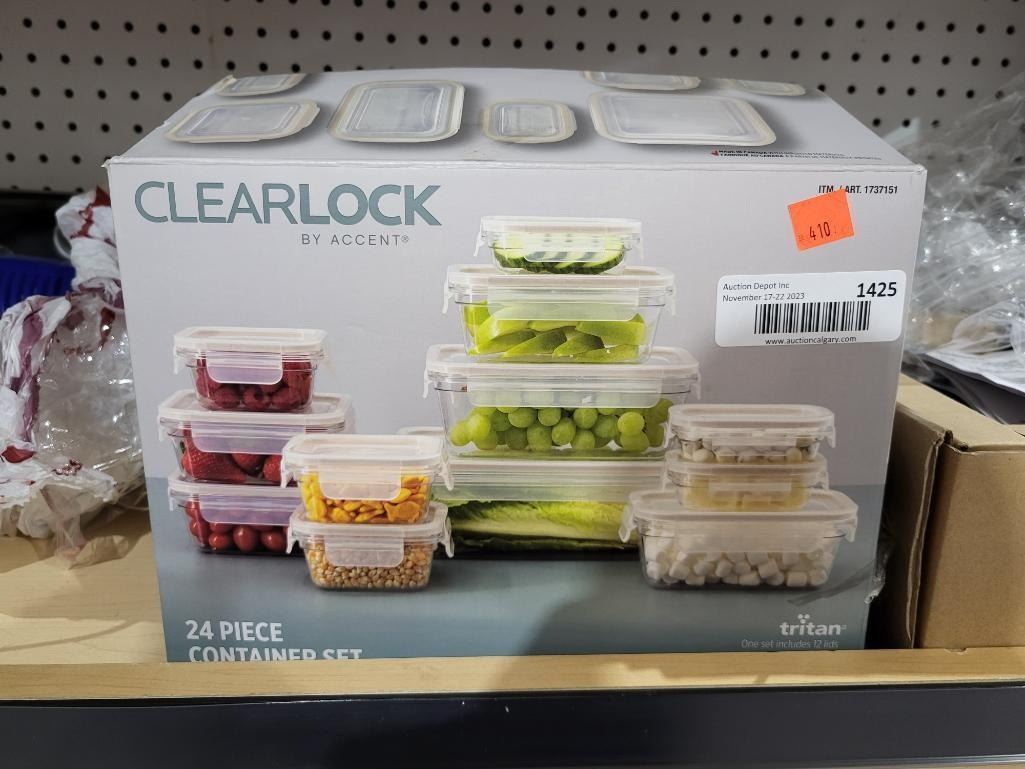 CLEARLOCK
BY ACCENT®
ITM. / ART. 1737151
410
Auction Depot Inc
November 17-22 2023
1425
www.auctioncalgary.com
24 PIECE
CONTAINER SET
tritan
One set includes 12 lids